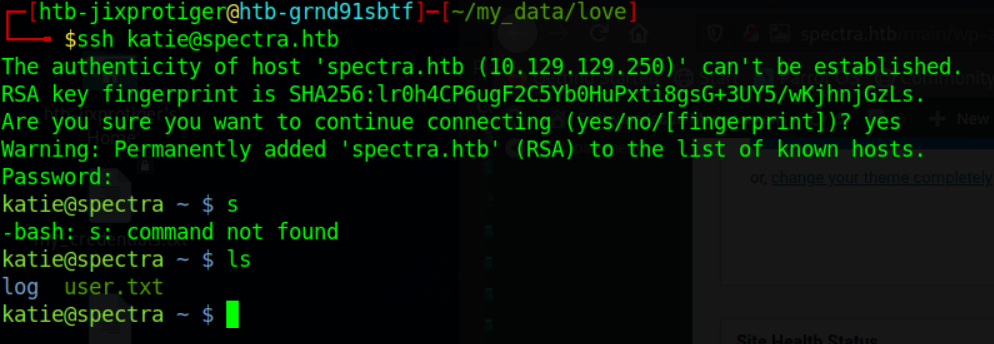 [htb-jixprotiger@htb-grnd91sbtf]-[~/my_data/love]
$ssh katie@spectra.htb
The authenticity of host 'spectra.htb (10.129.129.250)' can't be established.
RSA key fingerprint is SHA256:lr0h4CP6ugF2C5Yb0HuPxti8gsG+3UY5/wKjhnjGzLs.
Are you sure you want to continue connecting (yes/no/[fingerprint])? yes
Warning: Permanently added 'spectra.htb' (RSA) to the list of known hosts.
Password:
katie@spectra ~ $ s
-bash: s: command not found
katie@spectra ~ $ ls
log user.txt
katie@spectra ~ $
spectra.htb/main/wp-
New
or, change your theme completely
Site Health Status